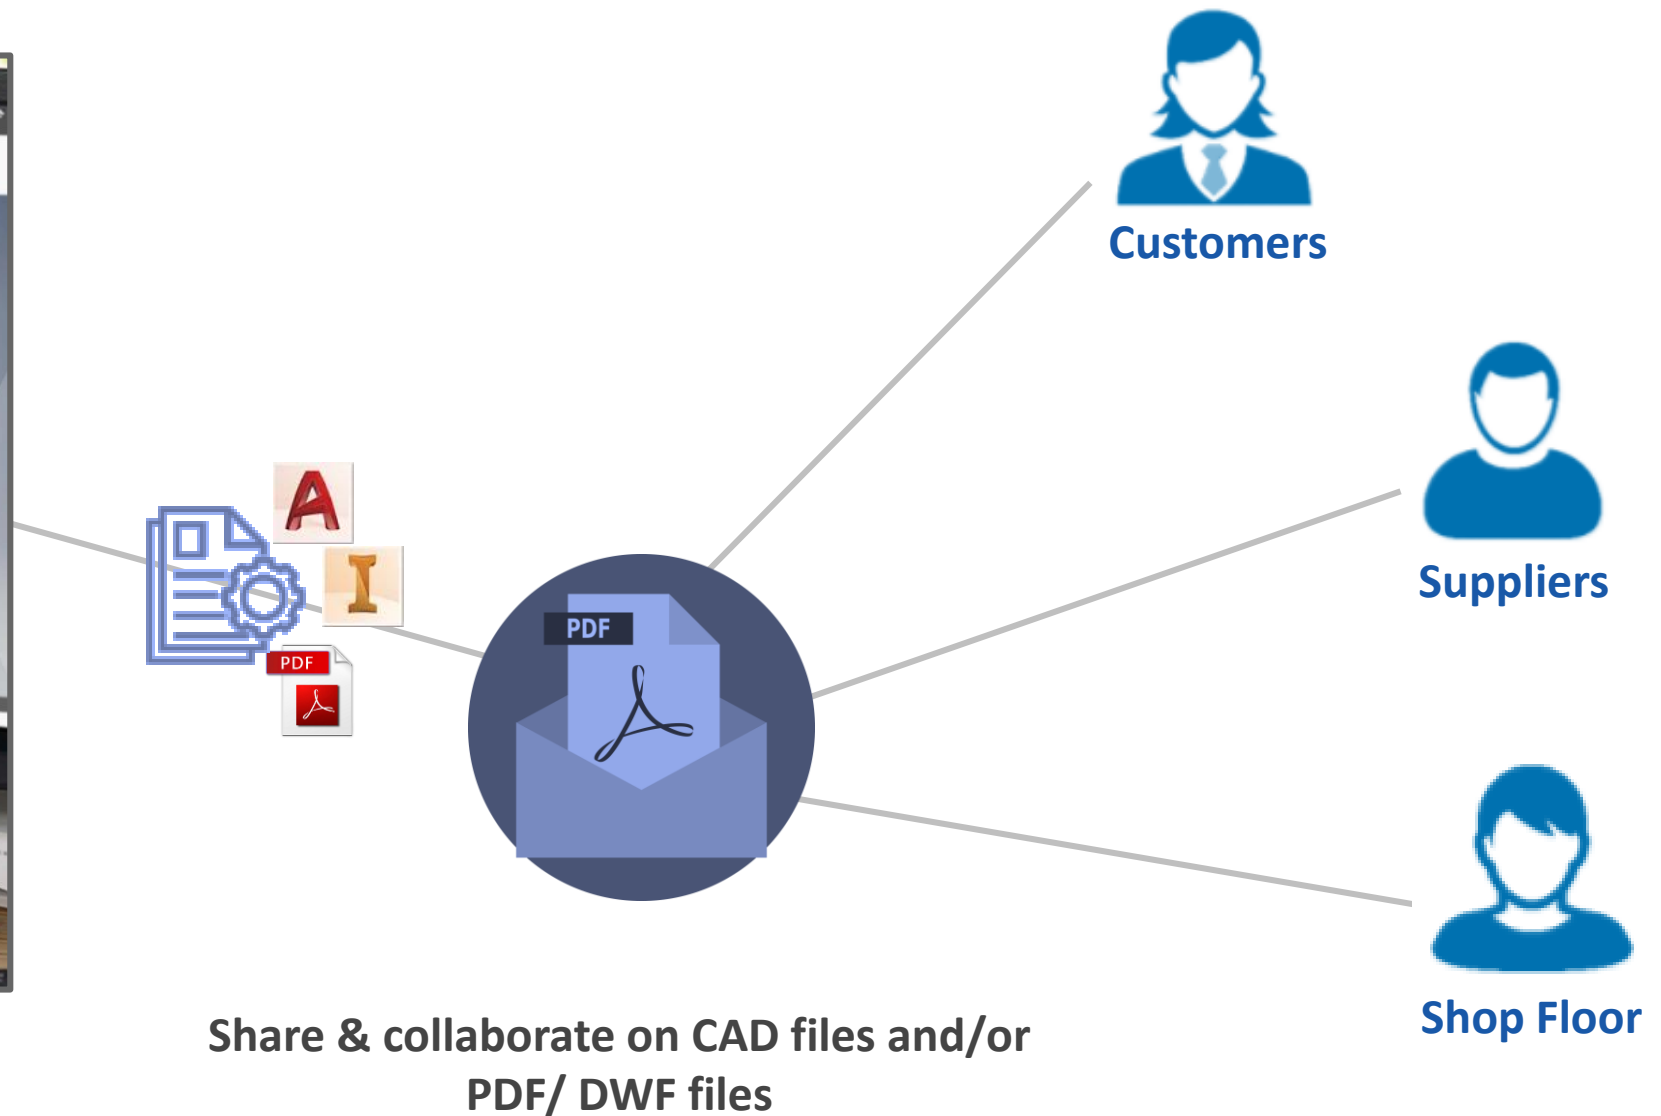 Customers
Suppliers
A
I
PDF
PDF
Shop Floor
Share & collaborate on CAD files and/or
PDF/ DWF files